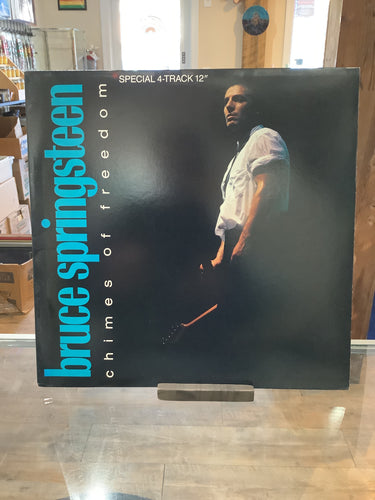 SPECIAL 4-TRACK 12"
bruce springsteen
chimes of freedom